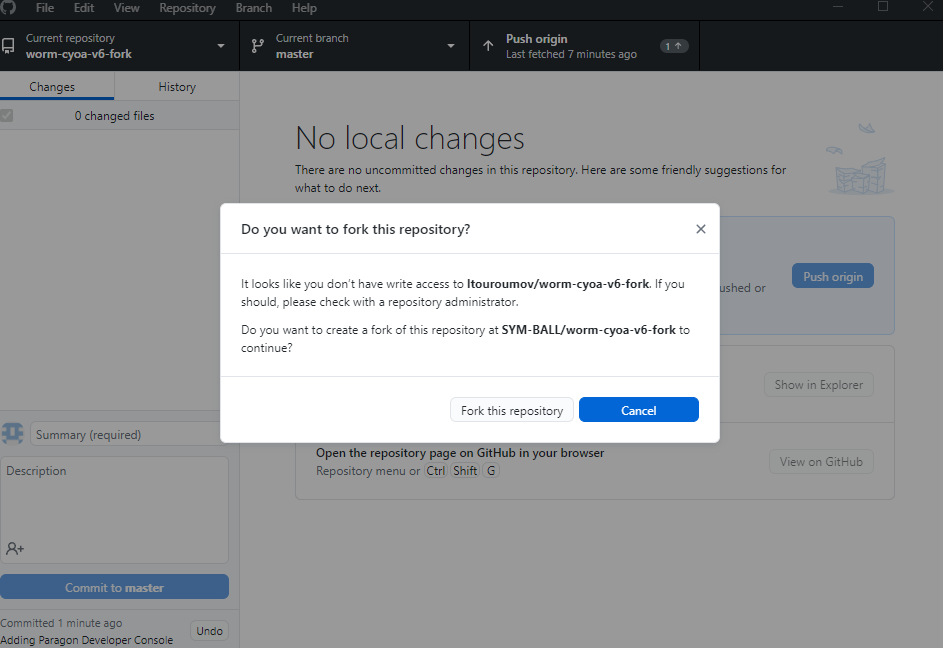 File Edit View Repository Branch Help
Current repository
worm-cyoa-v6-fork
Current branch
master
Push origin
Last fetched 7 minutes ago
1
Changes
History
0 changed files
No local changes
There are no uncommitted changes in this repository. Here are some friendly suggestions for
what to do next.
Do you want to fork this repository?
It looks like you don't have write access to ltouroumov/worm-cyoa-v6-fork. If you
should, please check with a repository administrator.
Do you want to create a fork of this repository at SYM-BALL/worm-cyoa-v6-fork to
continue?
Fork this repository
Cancel
ushed or
Push origin
Show in Explorer
Open the repository page on GitHub in your browser
Repository menu or Ctrl Shift G
View on GitHub
Summary (required)
Description
Commit to master
Committed 1 minute ago
Adding Paragon Developer Console
Undo